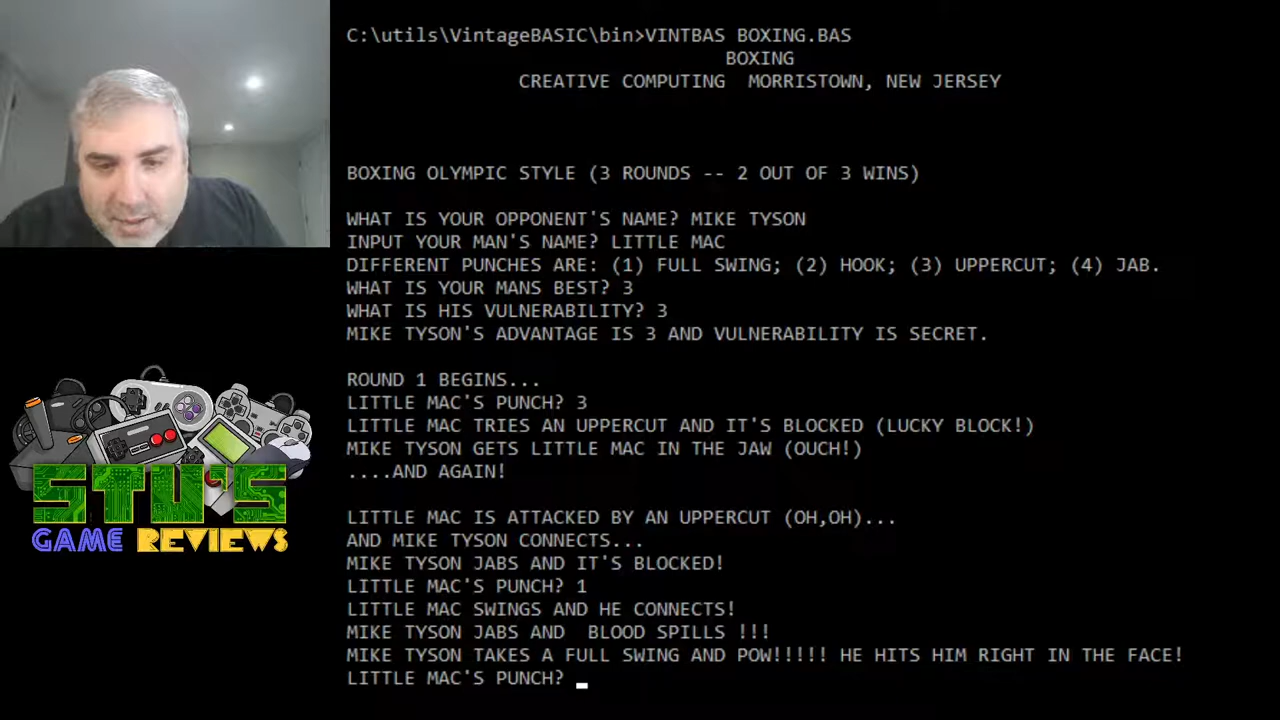 C:\utils\VintageBASIC\bin>VINTBAS BOXING.BAS
BOXING
CREATIVE COMPUTING  MORRISTOWN, NEW JERSEY
BOXING OLYMPIC STYLE (3 ROUNDS -- 2 OUT OF 3 WINS)
WHAT IS YOUR OPPONENT'S NAME? MIKE TYSON
INPUT YOUR MAN'S NAME? LITTLE MAC
DIFFERENT PUNCHES ARE: (1) FULL SWING; (2) HOOK; (3) UPPERCUT; (4) JAB.
WHAT IS YOUR MANS BEST? 3
WHAT IS HIS VULNERABILITY? 3
MIKE TYSON'S ADVANTAGE IS 3 AND VULNERABILITY IS SECRET.
ROUND 1 BEGINS...
LITTLE MAC'S PUNCH? 3
LITTLE MAC TRIES AN UPPERCUT AND IT'S BLOCKED (LUCKY BLOCK!)
MIKE TYSON GETS LITTLE MAC IN THE JAW (OUCH!)
....AND AGAIN!
LITTLE MAC IS ATTACKED BY AN UPPERCUT (OH,OH)...
AND MIKE TYSON CONNECTS...
MIKE TYSON JABS AND IT'S BLOCKED!
LITTLE MAC'S PUNCH? 1
LITTLE MAC SWINGS AND HE CONNECTS!
MIKE TYSON JABS AND  BLOOD SPILLS !!!
MIKE TYSON TAKES A FULL SWING AND POW!!!!! HE HITS HIM RIGHT IN THE FACE!
LITTLE MAC'S PUNCH? _
STU'S
GAME REVIEWS